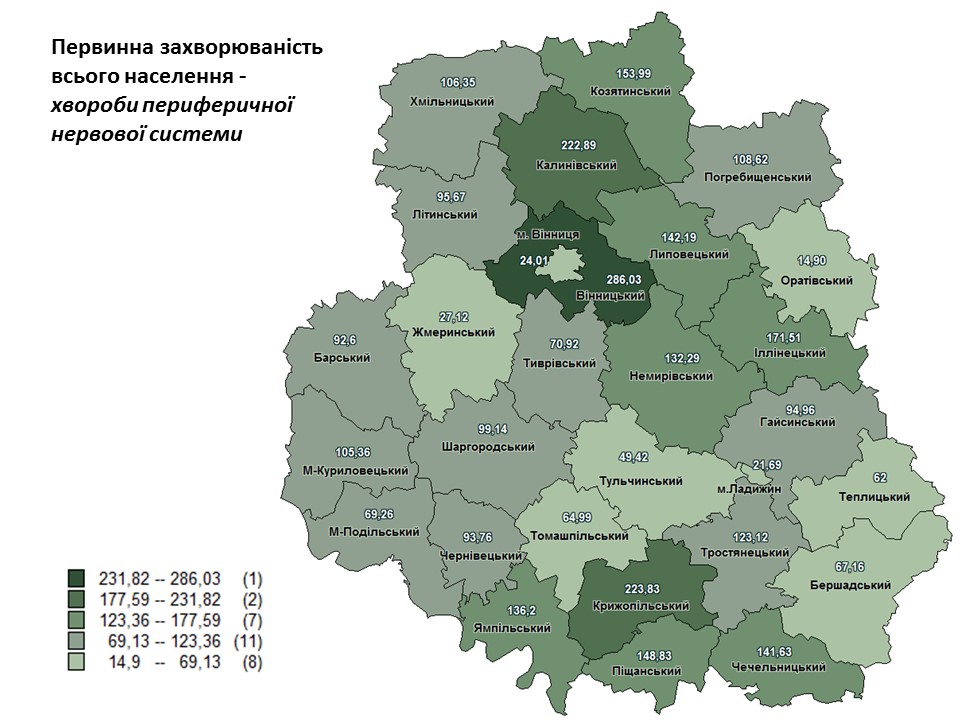 Первинна захворюваність
всього населення -
хвороби периферичної
нервової системи
153,99
Козятинський
106,35
Хмільницький
222,89
Калинівський
108,62
Погребищенський
95,67
Літинський
м. Вінниця
24,01
286,03
Вінницький
142,19
Липовецький
14,90
Оратівський
27,12
Жмеринський
92,6
Барський
70,92
Тиврівський
132,29
Немирівський
171,51
Іллінецький
94,96
Гайсинський
99,14
Шаргородський
105,36
М-Куриловецький
49,42
Тульчинський
21,69
м.Ладижин
62
Теплицький
69,26
М-Подільський
93,76
Чернівецький
64,99
Томашпільський
123,12
Тростянецький
67,16
Бершадський
223,83
Крижопільський
136,2
Ямпільський
148,83
Піщанський
141,63
Чечельницький
231,82 -- 286,03 (1)
177,59 -- 231,82 (2)
123,36 -- 177,59 (7)
69,13 -- 123,36 (11)
14,9 -- 69,13 (8)